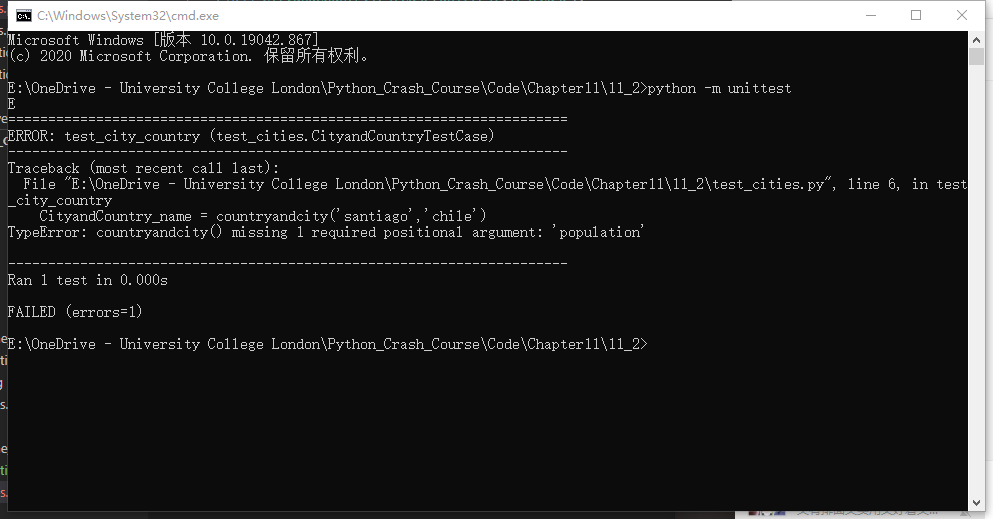 C:\Windows\System32\cmd.exe
Microsoft Windows [版本 10.0.19042.867]
(c) 2020 Microsoft Corporation. 保留所有权利。
E:\OneDrive - University College London\Python_Crash_Course\Code\Chapter11\11_2>python -m unittest
E
======================================================================
ERROR: test_city_country (test_cities.CityandCountryTestCase)
----------------------------------------------------------------------
Traceback (most recent call last):
  File "E:\OneDrive - University College London\Python_Crash_Course\Code\Chapter11\11_2\test_cities.py", line 6, in test
_city_country
    CityandCountry_name = countryandcity('santiago','chile')
TypeError: countryandcity() missing 1 required positional argument: 'population'
----------------------------------------------------------------------
Ran 1 test in 0.000s
FAILED (errors=1)
E:\OneDrive - University College London\Python_Crash_Course\Code\Chapter11\11_2>